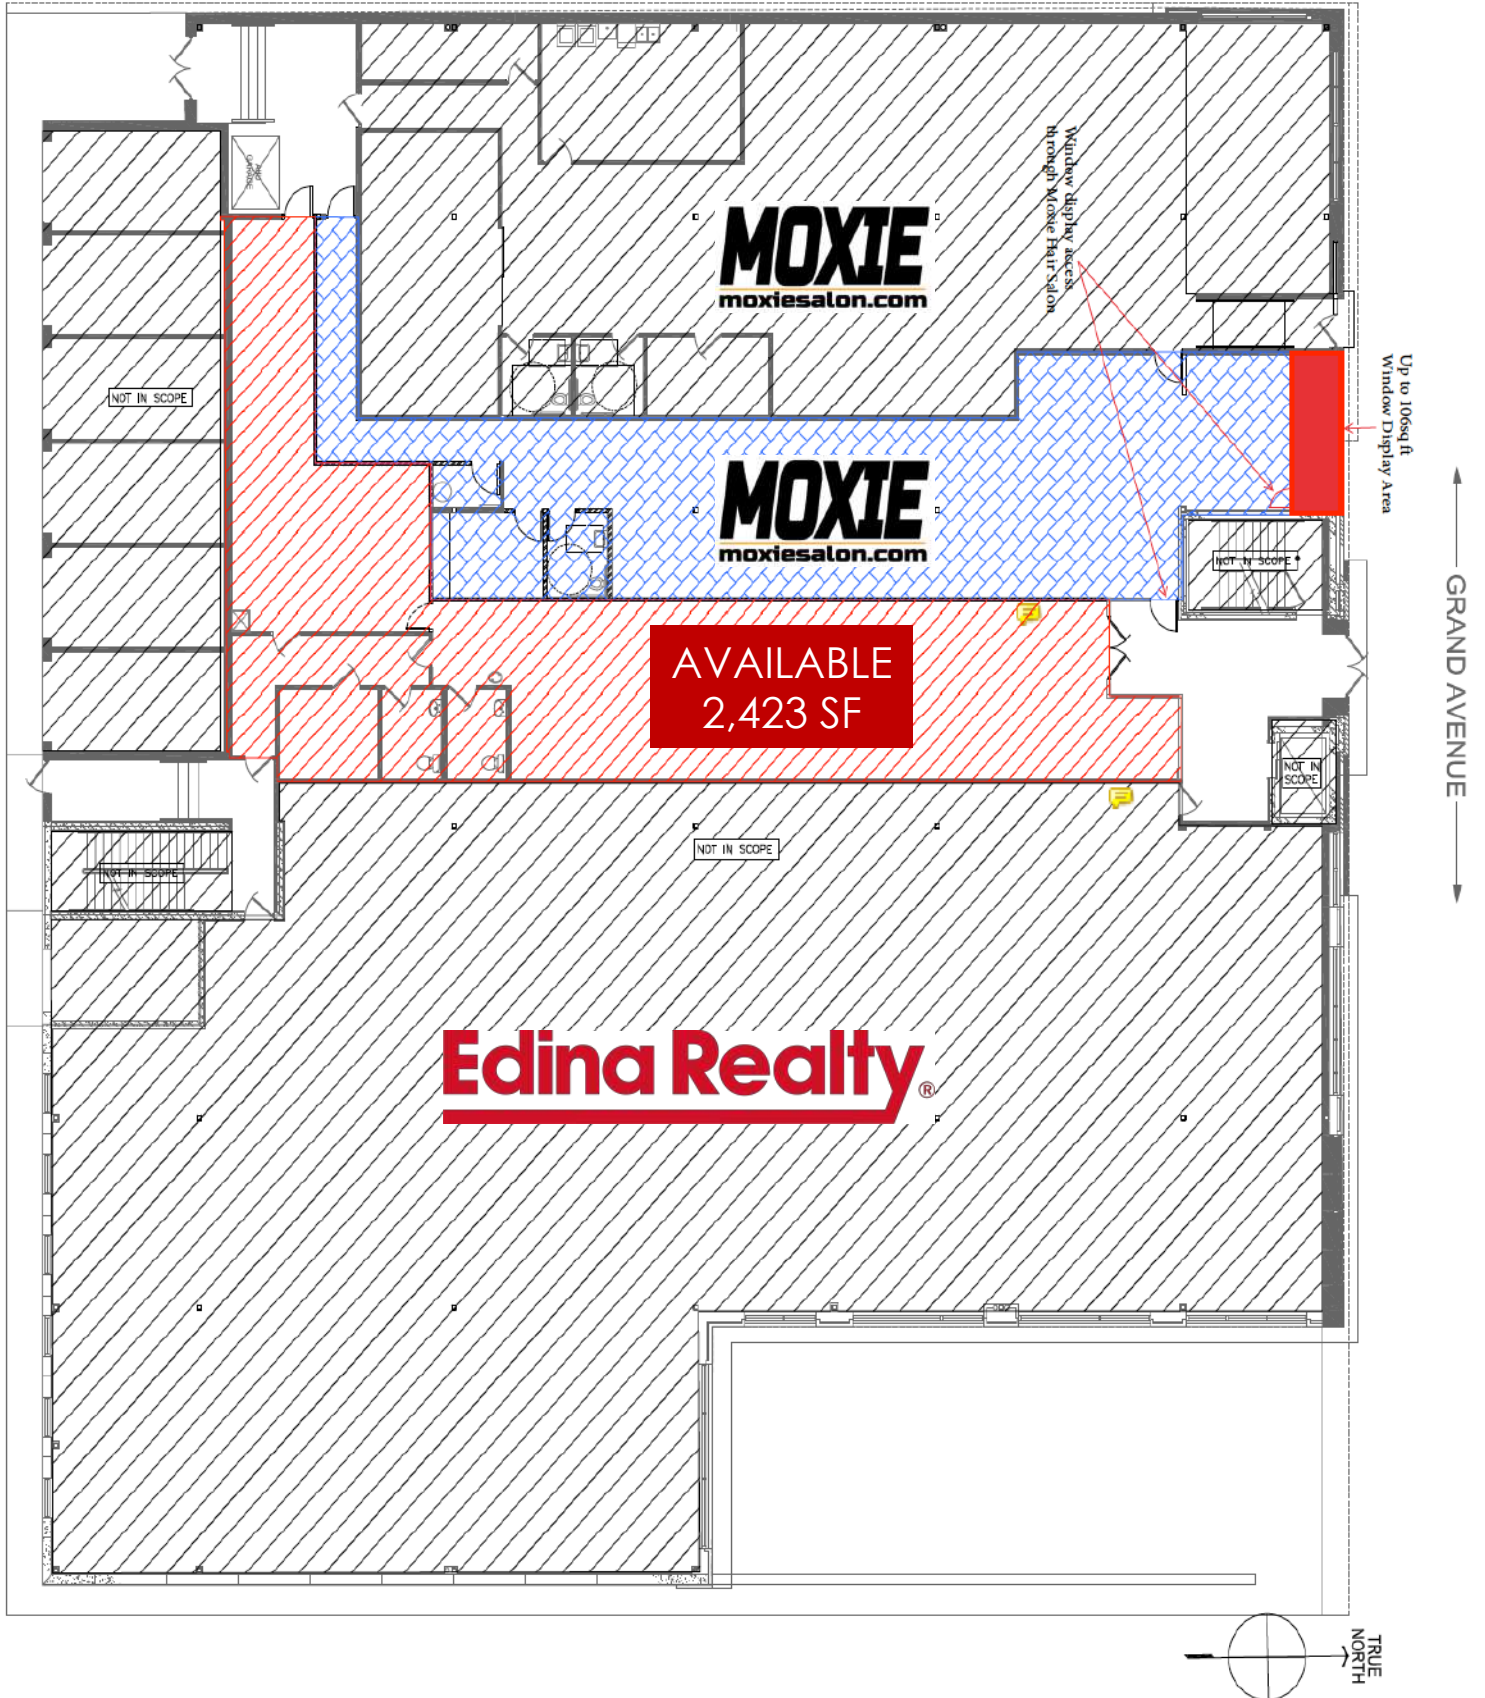 Window display access
through Moxie Hair Salon
MOXIE
moxiesalon.com
Up to 106sq ft
Window Display Area
NOT IN SCOPE
MOXIE
moxiesalon.com
NOT IN SCOPE
GRAND AVENUE
AVAILABLE
2,423 SF
NOT IN
SCOPE
NOT IN SCOPE
NOT IN SCOPE
Edina Realty®
TRUE
NORTH